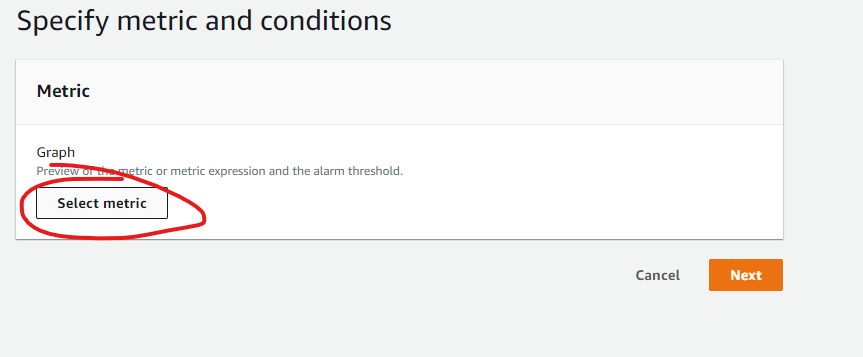 Specify metric and conditions
Metric
Graph
Preview of the metric or metric expression and the alarm threshold.
Select metric
Cancel
Next